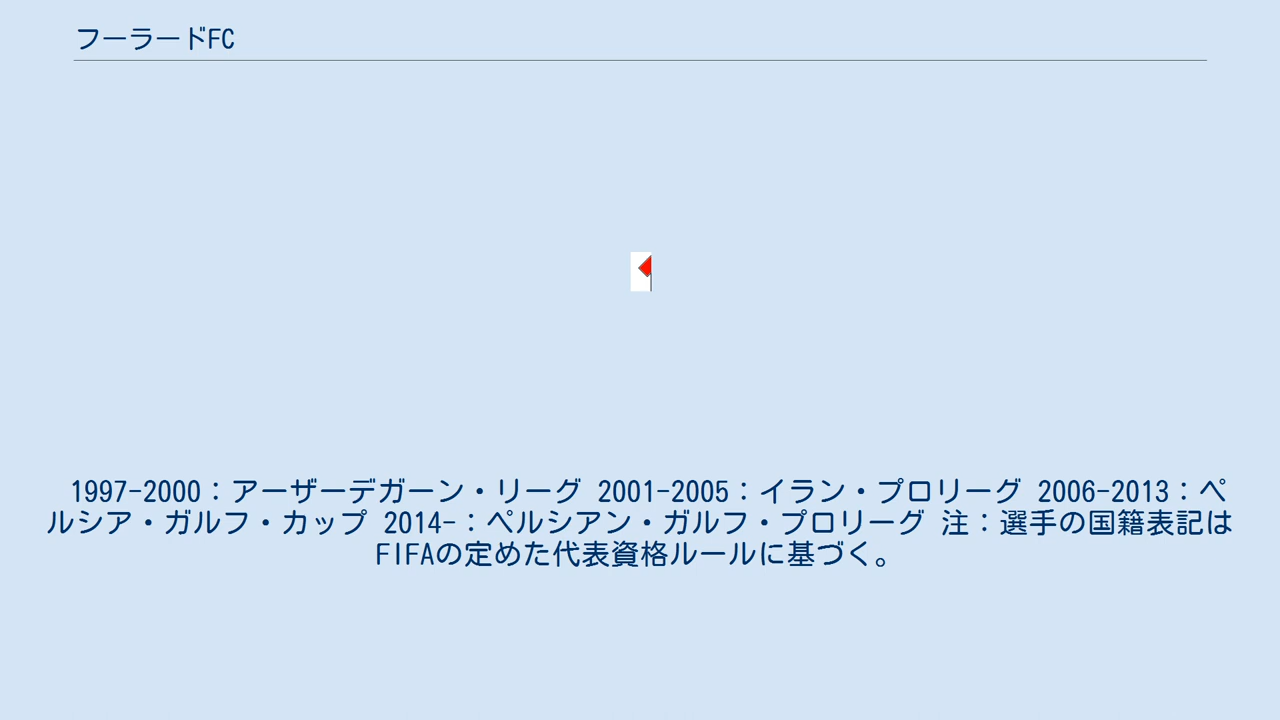 フーラードFC
1997-2000：アーザーデガーン・リーグ 2001-2005：イラン・プロリーグ 2006-2013：ペ
ルシア・ガルフ・カップ 2014-：ペルシアン・ガルフ・プロリーグ 注：選手の国籍表記は
FIFAの定めた代表資格ルールに基づく。